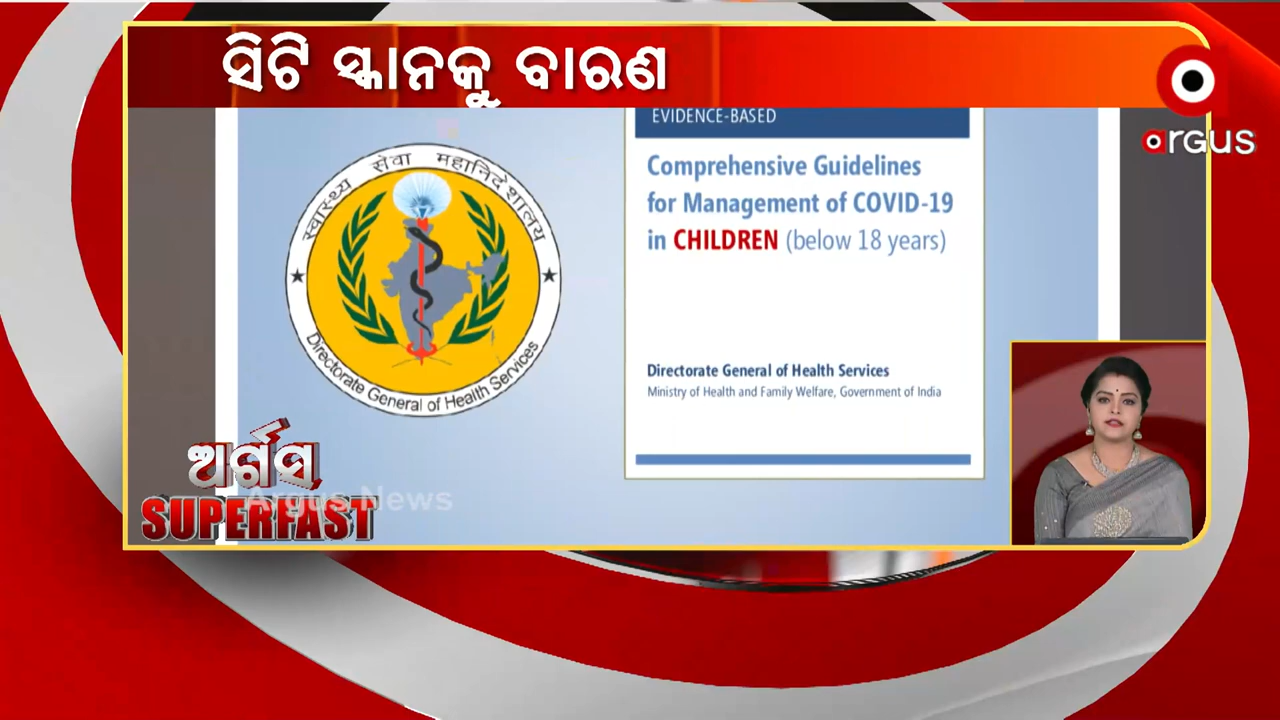 ସିଟି ସ୍କାନକୁ ବାରଣ
argus
EVIDENCE-BASED
Comprehensive Guidelines
for Management of COVID-19
in CHILDREN (below 18 years)
स्वास्थ्य सेवा महानिदेशालय
Directorate General of Health Services
Directorate General of Health Services
Ministry of Health and Family Welfare, Government of India
ଅର୍ଗସ
Argus News
SUPERFAST